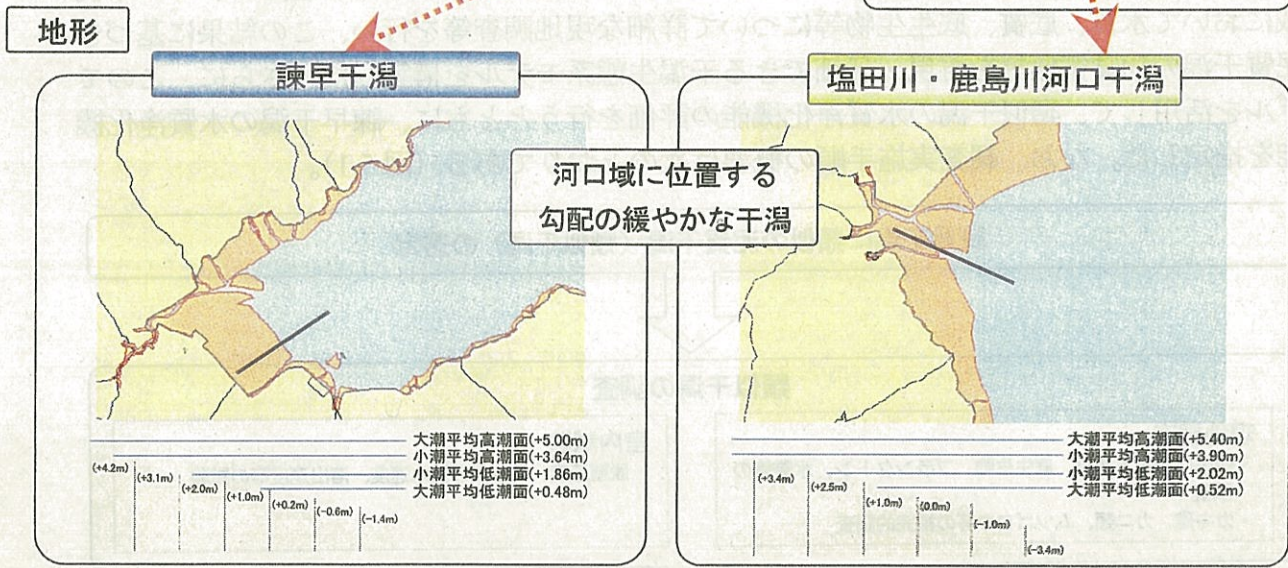 地形
諫早干潟
塩田川・鹿島川河口干潟
河口域に位置する
勾配の緩やかな干潟
大潮平均高潮面(+5.00m)
小潮平均高潮面(+3.64m)
小潮平均低潮面(+1.86m)
大潮平均低潮面(+0.48m)
(+4.2m)
(+3.1m)
(+2.0m)
(+1.0m)
(+0.2m)
(-0.6m)
(-1.4m)
大潮平均高潮面(+5.40m)
小潮平均高潮面(+3.90m)
小潮平均低潮面(+2.02m)
大潮平均低潮面(+0.52m)
(+3.4m)
(+2.5m)
(+1.0m)
(0.0m)
(-1.0m)
(-3.4m)